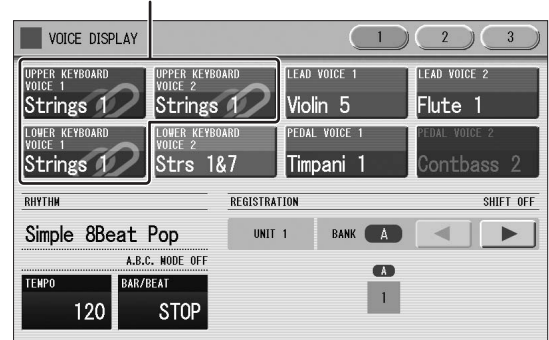 VOICE DISPLAY
1 2 3
UPPER KEYBOARD VOICE 1
Strings 1
UPPER KEYBOARD VOICE 2
Strings 1
LEAD VOICE 1
Violin 5
LEAD VOICE 2
Flute 1
LOWER KEYBOARD VOICE 1
Strings 1
LOWER KEYBOARD VOICE 2
Strs 1&7
PEDAL VOICE 1
Timpani 1
PEDAL VOICE 2
Contbass 2
RHYTHM
Simple 8Beat Pop
A.B.C. MODE OFF
TEMPO
120
BAR/BEAT
STOP
REGISTRATION
SHIFT OFF
UNIT 1
BANK A
A
1